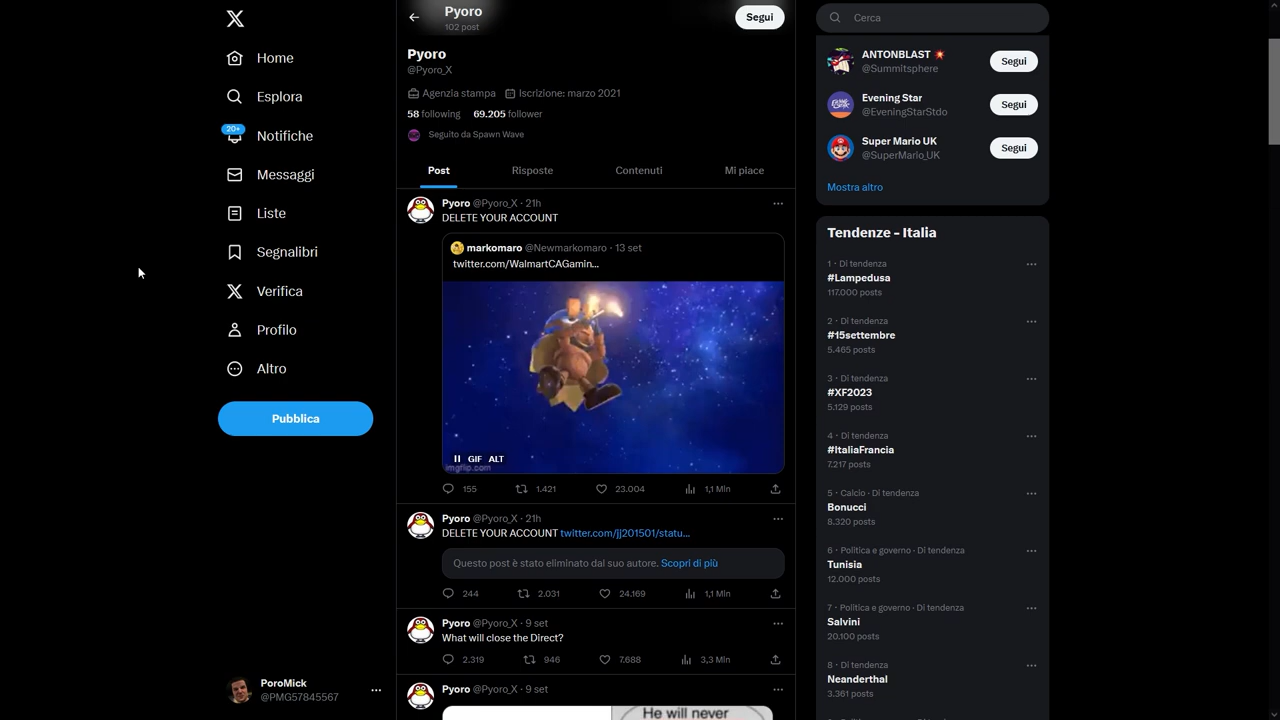 Home
Esplora
20+
Notifiche
Messaggi
Liste
Segnalibri
Verifica
Profilo
Altro
Pubblica
PoroMick
@PMG57845567
Pyoro
102 post
Segui
Pyoro
@Pyoro_X
Agenzia stampa Iscrizione: marzo 2021
58 following 69.205 follower
Seguito da Spawn Wave
Post Risposte Contenuti Mi piace
Pyoro @Pyoro_X · 21h
DELETE YOUR ACCOUNT
markomaro @Newmarkomaro · 13 set
twitter.com/WalmartCAGamin...
GIF ALT
imgflip.com
155 1.421 23.004 1,1 Mln
Pyoro @Pyoro_X · 21h
DELETE YOUR ACCOUNT twitter.com/jj201501/statu...
Questo post è stato eliminato dal suo autore. Scopri di più
244 2.031 24.169 1,1 Mln
Pyoro @Pyoro_X · 9 set
What will close the Direct?
2.319 946 7.688 3,3 Mln
Pyoro @Pyoro_X · 9 set
He will never
Cerca
ANTONBLAST
@Summitsphere
Segui
Evening Star
@EveningStarStdo
Segui
Super Mario UK
@SuperMario_UK
Segui
Mostra altro
Tendenze – Italia
1 · Di tendenza
#Lampedusa
117.000 posts
2 · Di tendenza
#15settembre
5.465 posts
3 · Di tendenza
#XF2023
5.129 posts
4 · Di tendenza
#ItaliaFrancia
7.217 posts
5 · Calcio · Di tendenza
Bonucci
8.320 posts
6 · Politica e governo · Di tendenza
Tunisia
12.000 posts
7 · Politica e governo · Di tendenza
Salvini
20.100 posts
8 · Di tendenza
Neanderthal
3.361 posts